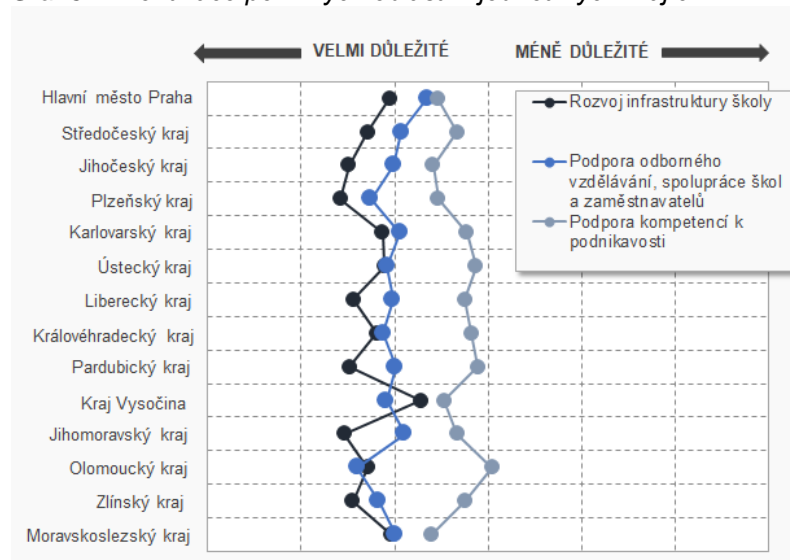 VELMI DŮLEŽITÉ
MÉNĚ DŮLEŽITÉ
Hlavní město Praha
Středočeský kraj
Jihočeský kraj
Plzeňský kraj
Karlovarský kraj
Ústecký kraj
Liberecký kraj
Královéhradecký kraj
Pardubický kraj
Kraj Vysočina
Jihomoravský kraj
Olomoucký kraj
Zlínský kraj
Moravskoslezský kraj
Rozvoj infrastruktury školy
Podpora odborného
vzdělávání, spolupráce škol
a zaměstnavatelů
Podpora kompetencí k
podnikavosti